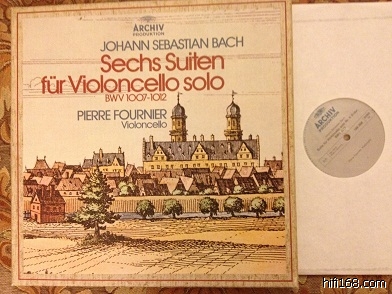 ARCHIV
PRODUKTION
JOHANN SEBASTIAN BACH
Sechs Suiten
für Violoncello solo
BWV 1007-1012
PIERRE FOURNIER
Violoncello
ARCHIV
hifi168.com